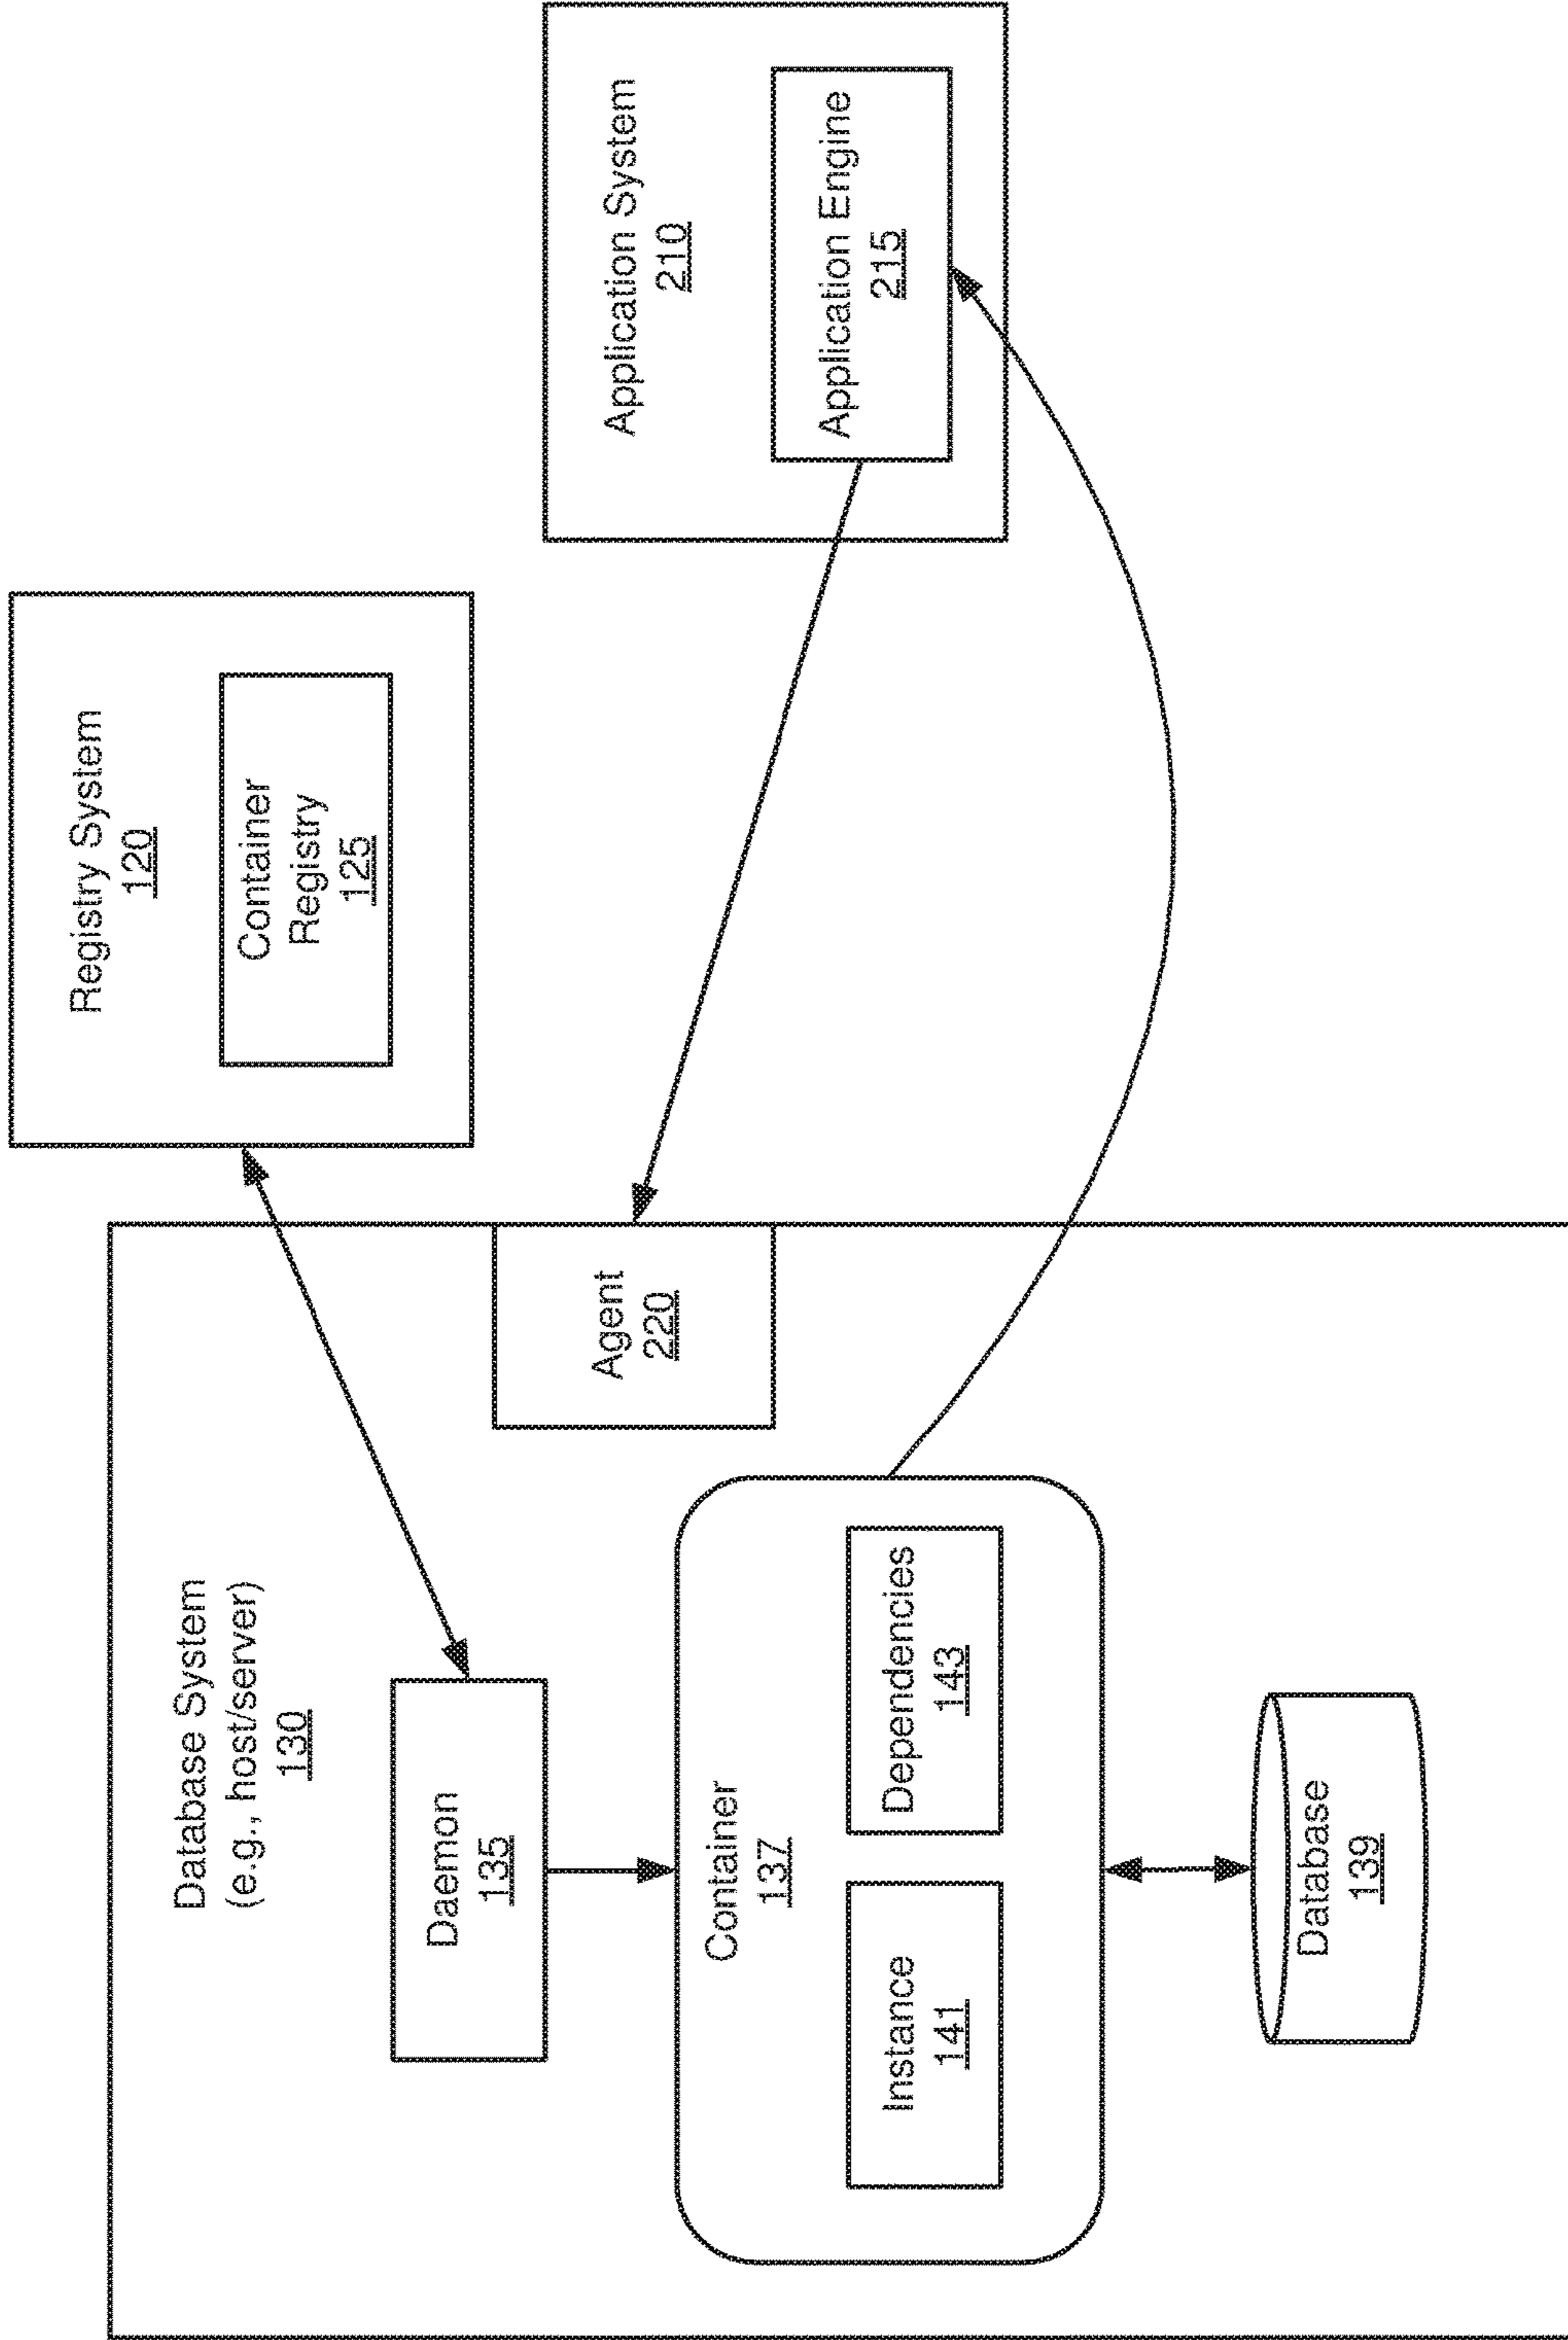 Database System
(e.g., host/server)
130
Daemon
135
Container
137
Instance
141
Dependencies
143
Database
139
Agent
220
Registry System
120
Container
Registry
125
Application System
210
Application Engine
215